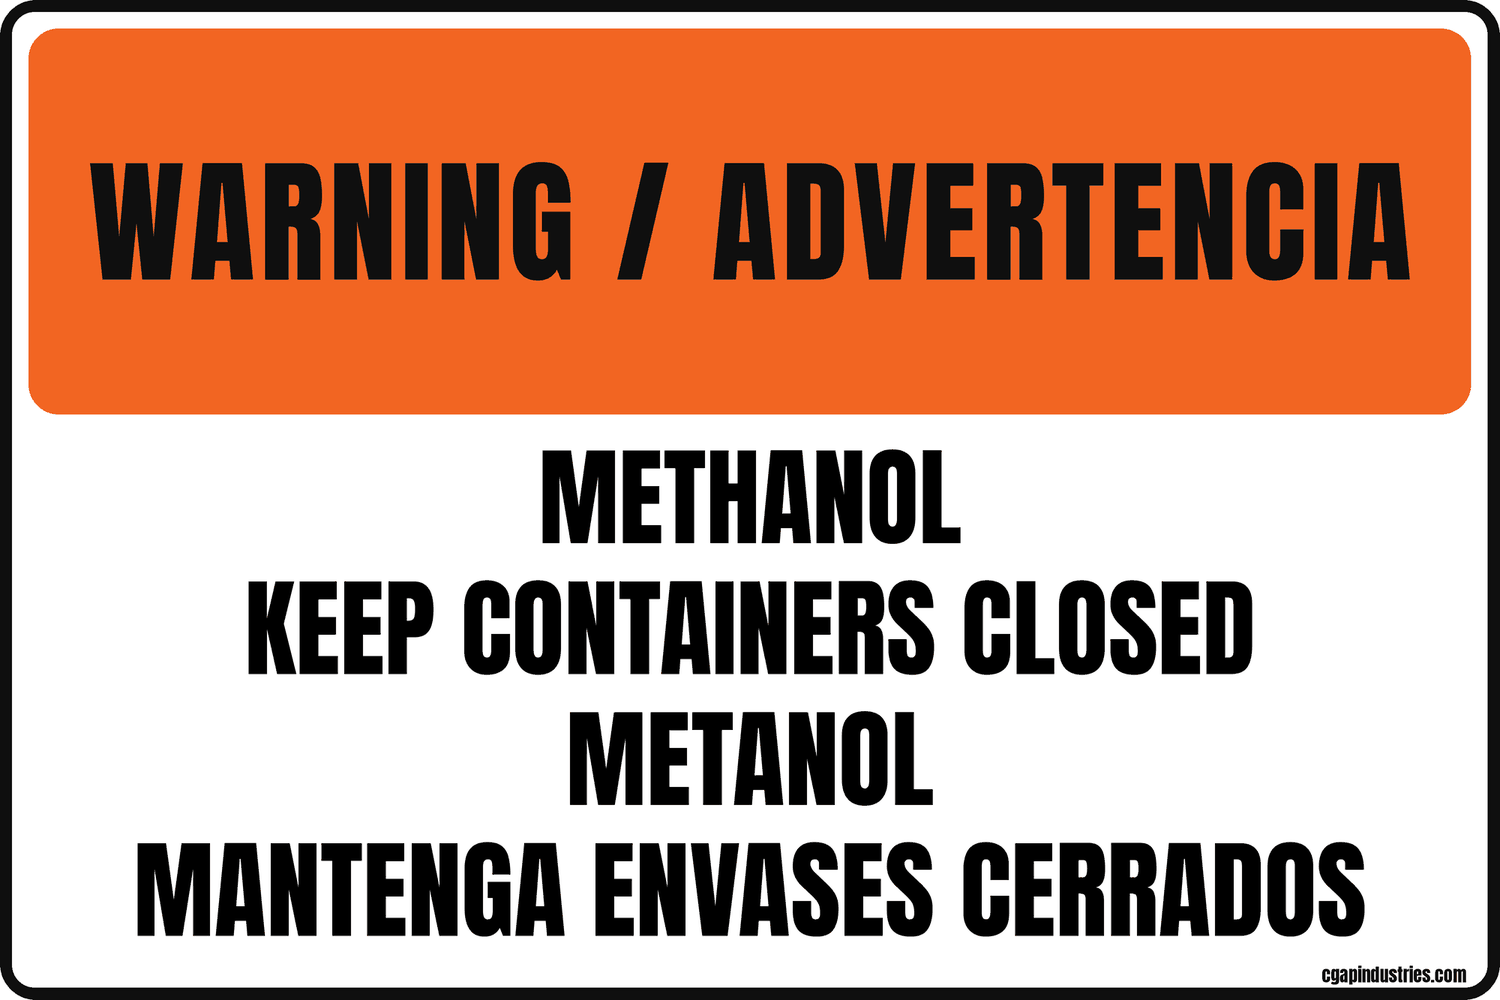 WARNING / ADVERTENCIA
METHANOL
KEEP CONTAINERS CLOSED
METANOL
MANTENGA ENVASES CERRADOS
cgapindustries.com